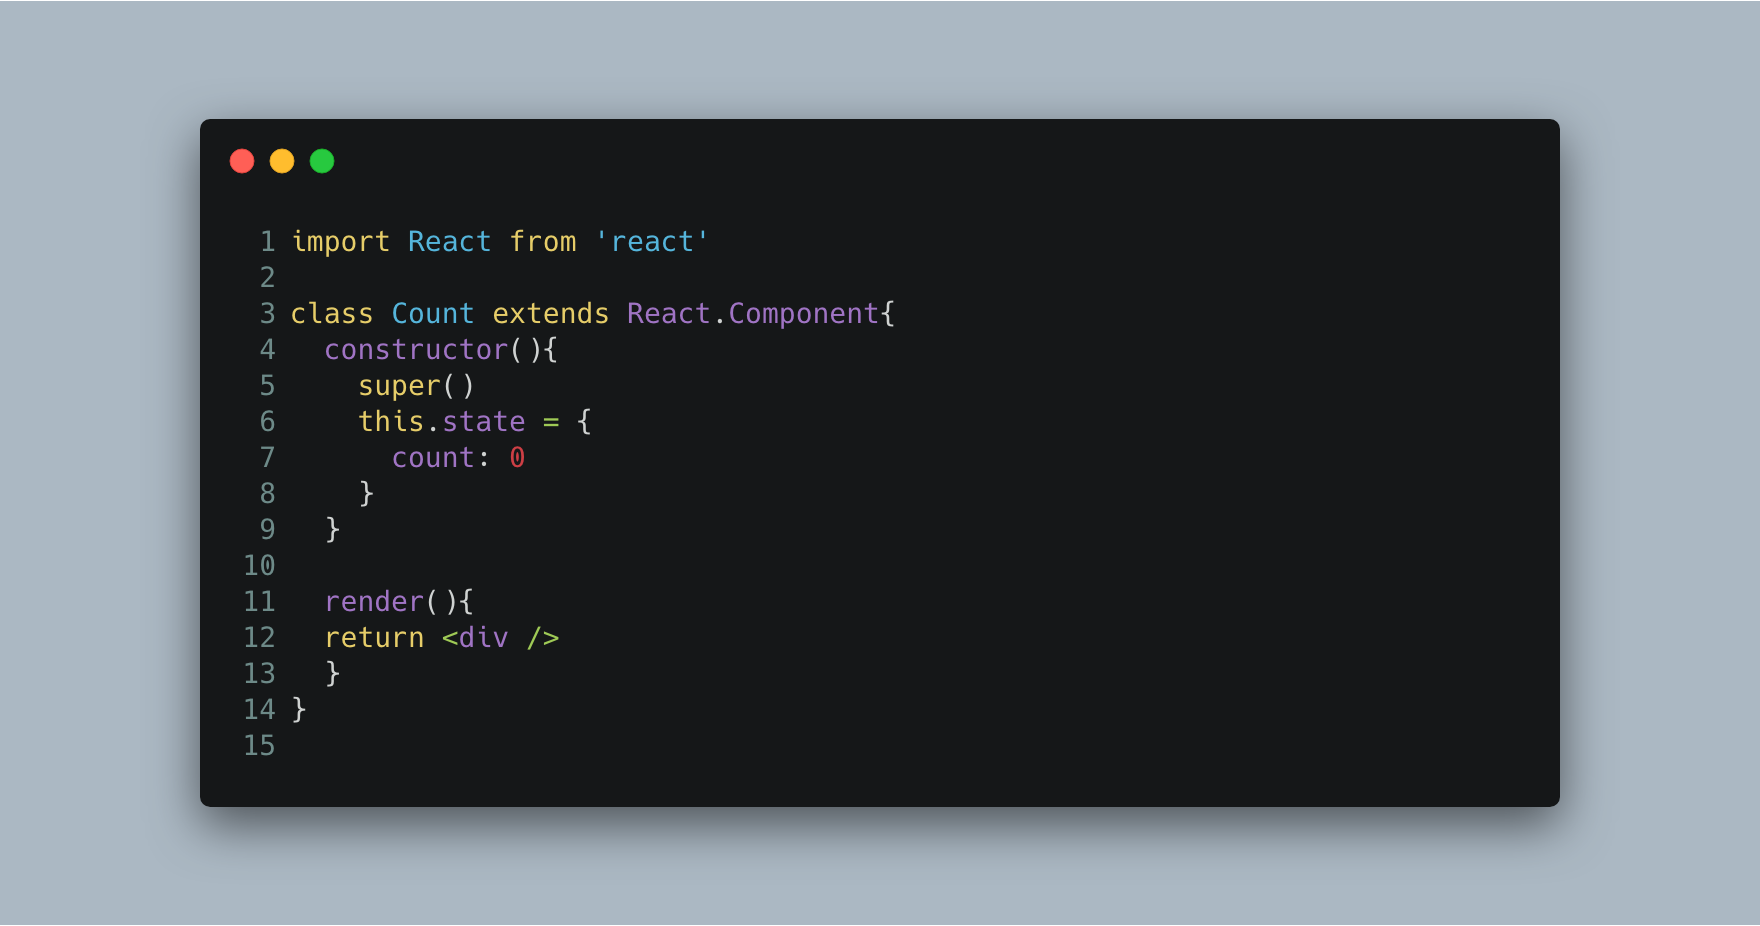 1 import React from 'react'
2
3 class Count extends React.Component{
4   constructor(){
5     super()
6     this.state = {
7       count: 0
8     }
9   }
10
11   render(){
12   return <div />
13   }
14 }
15